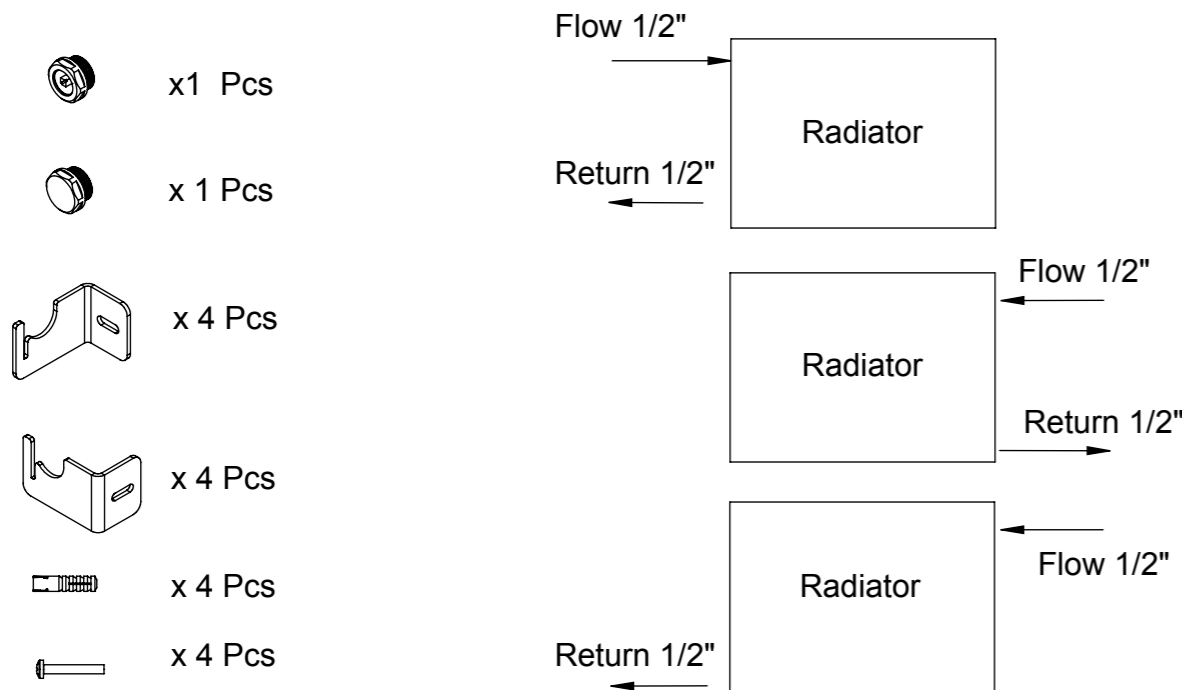 x1 Pcs
x 1 Pcs
x 4 Pcs
x 4 Pcs
x 4 Pcs
x 4 Pcs
Flow 1/2"
Radiator
Return 1/2"
Flow 1/2"
Radiator
Return 1/2"
Radiator
Flow 1/2"
Return 1/2"